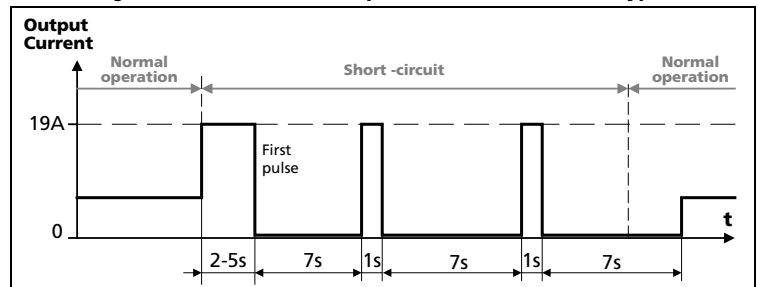 Output
Current
Normal
operation
Short -circuit
Normal
operation
19A
First
pulse
0
t
2-5s 7s 1s 7s 1s 7s